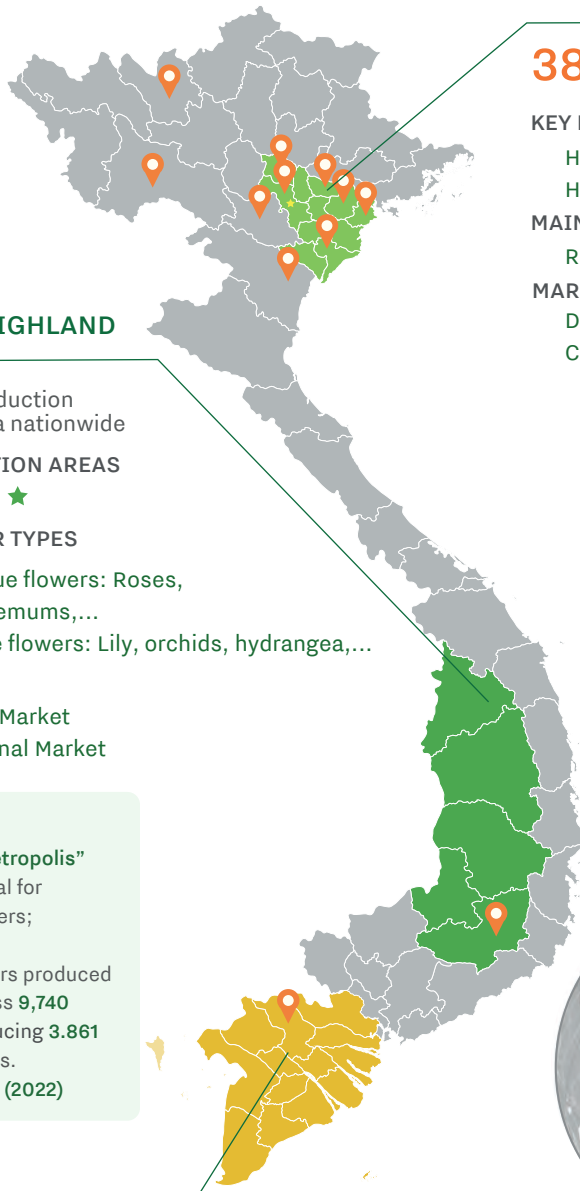 38
KEY
H
H
MAIN
R
MAR
D
C
IGHLAND
duction
a nationwide
TION AREAS
R TYPES
ue flowers: Roses,
emums,...
e flowers: Lily, orchids, hydrangea,...
Market
nal Market
etropolis”
al for
ers;
rs produced
ss 9,740
ucing 3.861
s.
(2022)